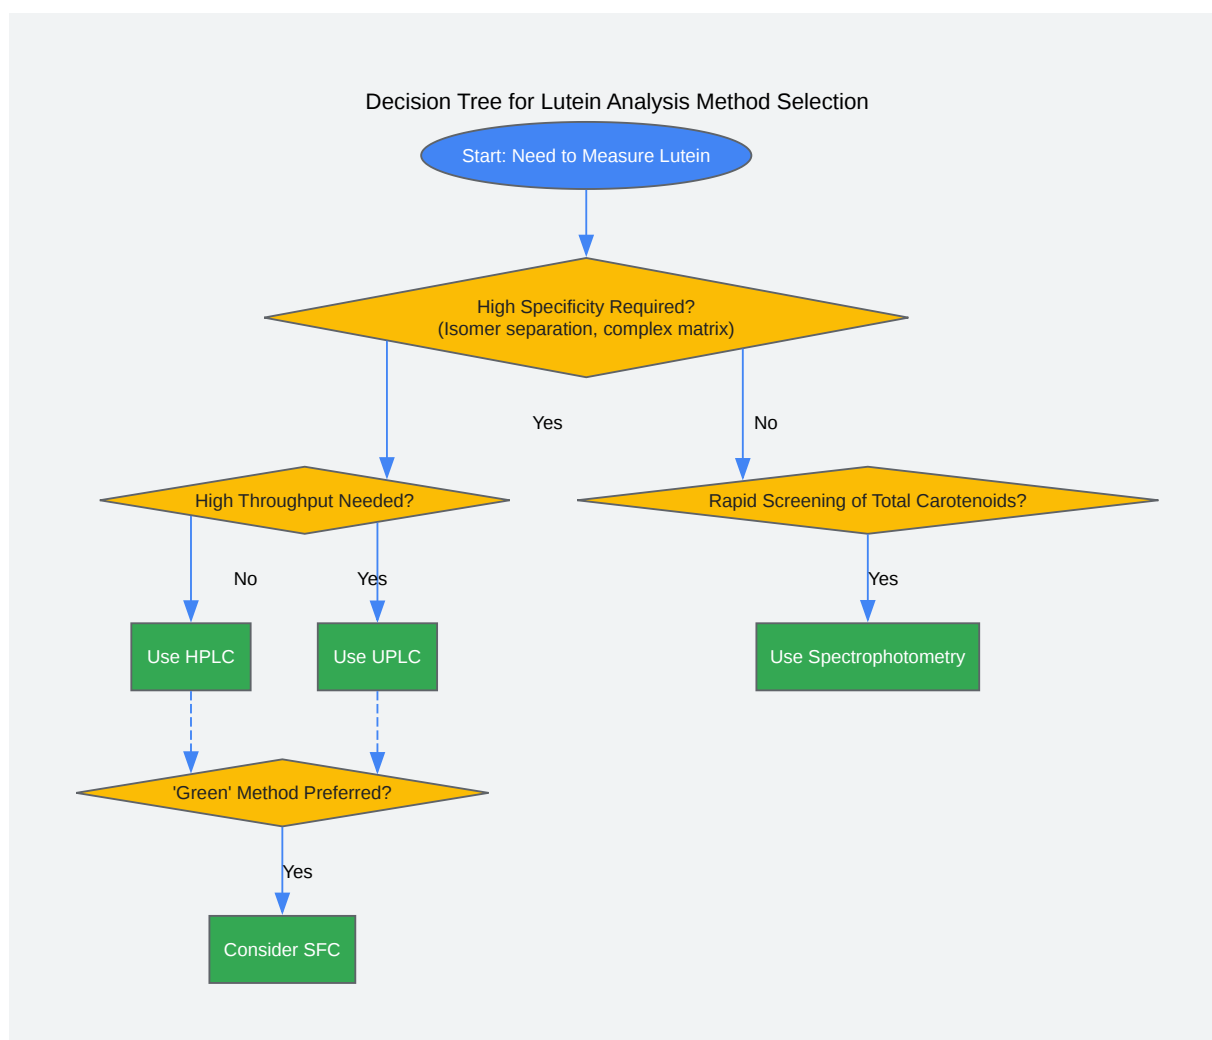 Decision Tree for Lutein Analysis Method Selection
Start: Need to Measure Lutein
High Specificity Required?
(Isomer separation, complex matrix)
Yes
No
High Throughput Needed?
Rapid Screening of Total Carotenoids?
No
Yes
Yes
Use HPLC
Use UPLC
Use Spectrophotometry
'Green' Method Preferred?
Yes
Consider SFC